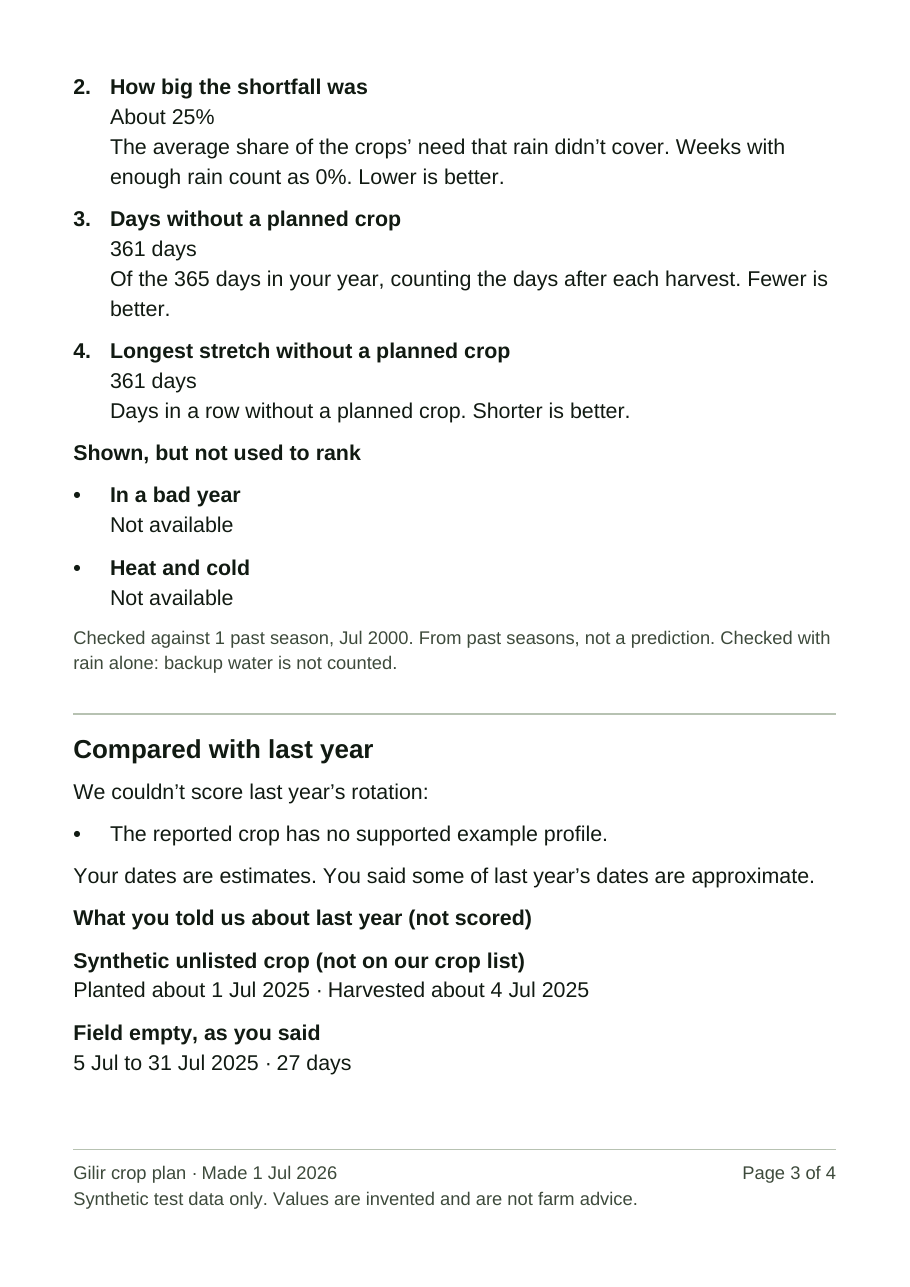 2. How big the shortfall was
About 25%
The average share of the crops’ need that rain didn’t cover. Weeks with
enough rain count as 0%. Lower is better.
3. Days without a planned crop
361 days
Of the 365 days in your year, counting the days after each harvest. Fewer is
better.
4. Longest stretch without a planned crop
361 days
Days in a row without a planned crop. Shorter is better.
Shown, but not used to rank
• In a bad year
Not available
• Heat and cold
Not available
Checked against 1 past season, Jul 2000. From past seasons, not a prediction. Checked with
rain alone: backup water is not counted.
Compared with last year
We couldn’t score last year’s rotation:
• The reported crop has no supported example profile.
Your dates are estimates. You said some of last year’s dates are approximate.
What you told us about last year (not scored)
Synthetic unlisted crop (not on our crop list)
Planted about 1 Jul 2025 · Harvested about 4 Jul 2025
Field empty, as you said
5 Jul to 31 Jul 2025 · 27 days
Gilir crop plan · Made 1 Jul 2026 Page 3 of 4
Synthetic test data only. Values are invented and are not farm advice.